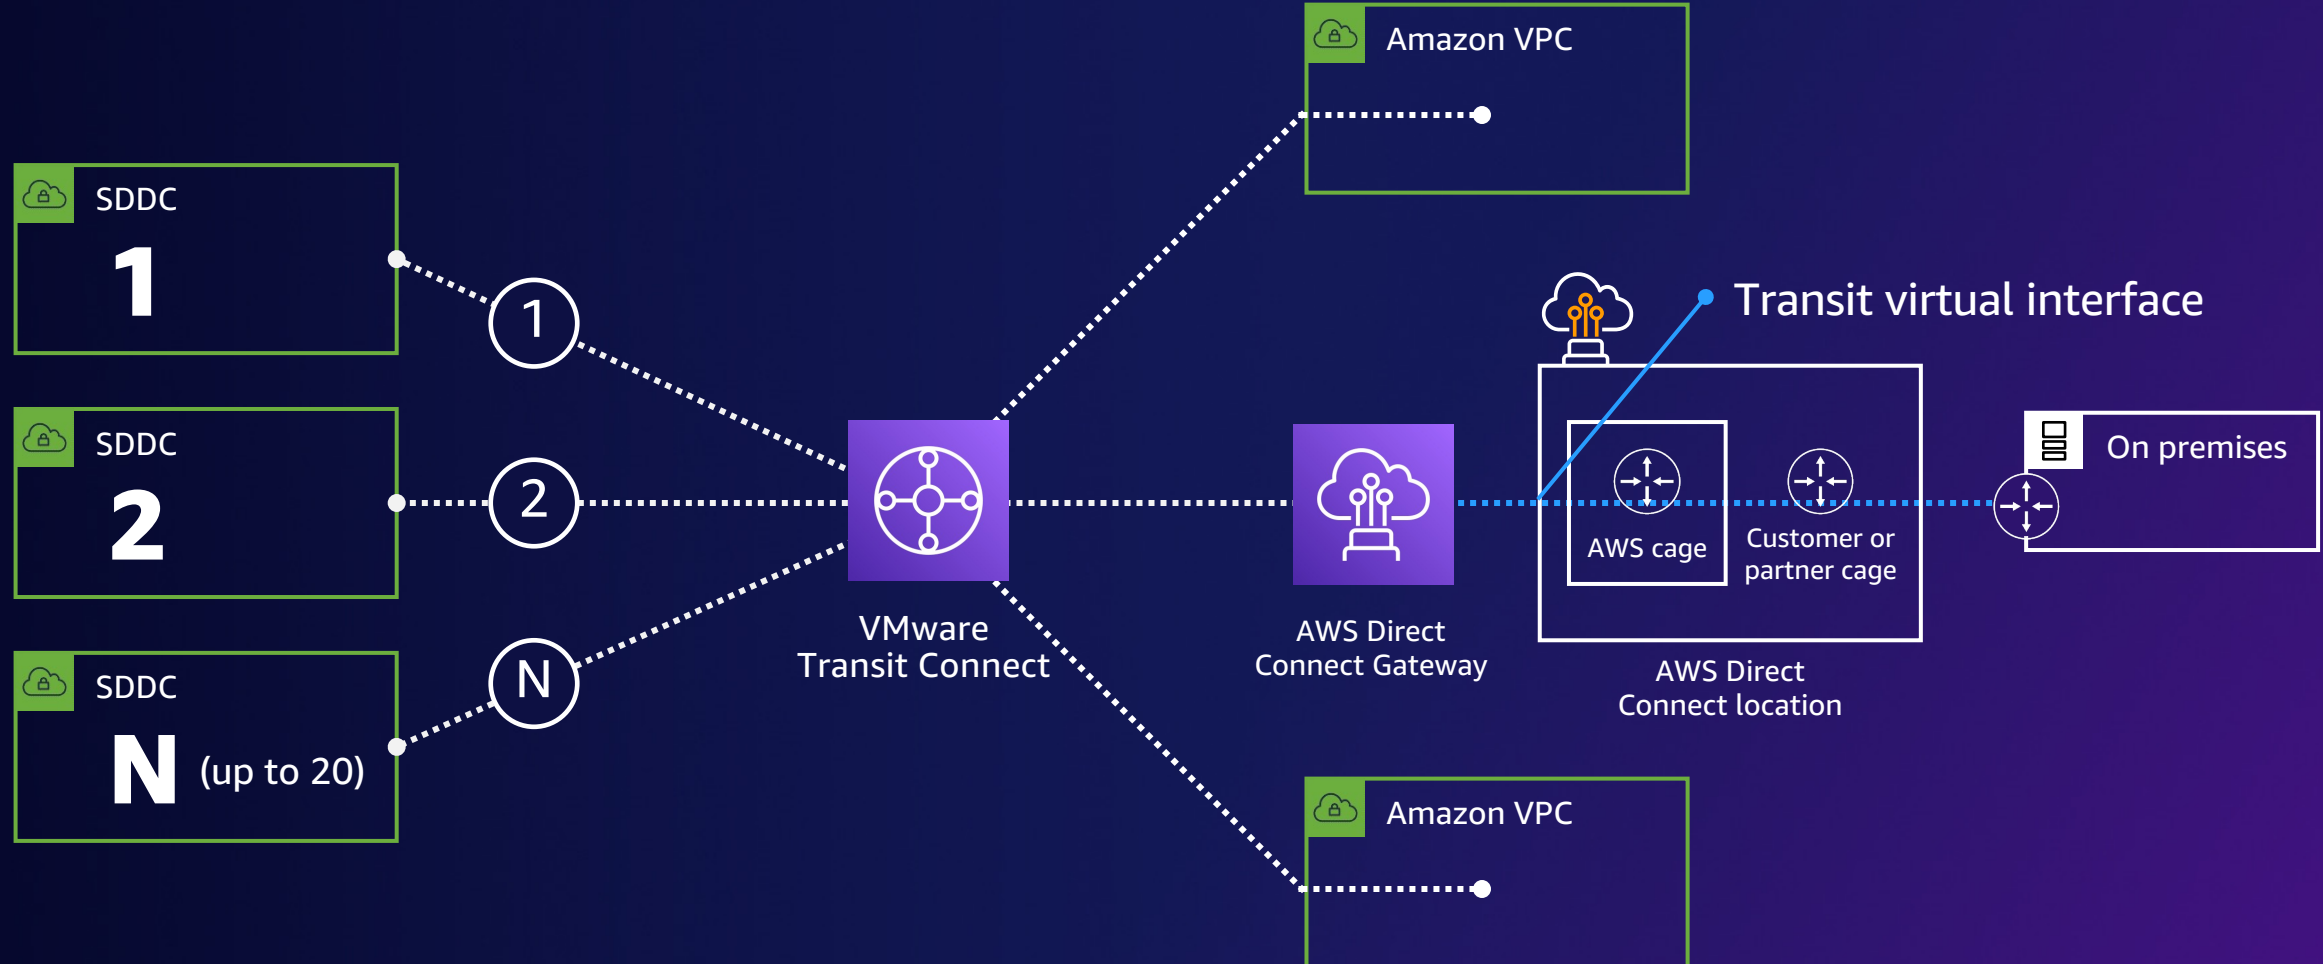 SDDC
1
SDDC
2
SDDC
N (up to 20)
1
2
N
VMware
Transit Connect
Amazon VPC
AWS Direct
Connect Gateway
Transit virtual interface
AWS cage
Customer or
partner cage
AWS Direct
Connect location
On premises
Amazon VPC